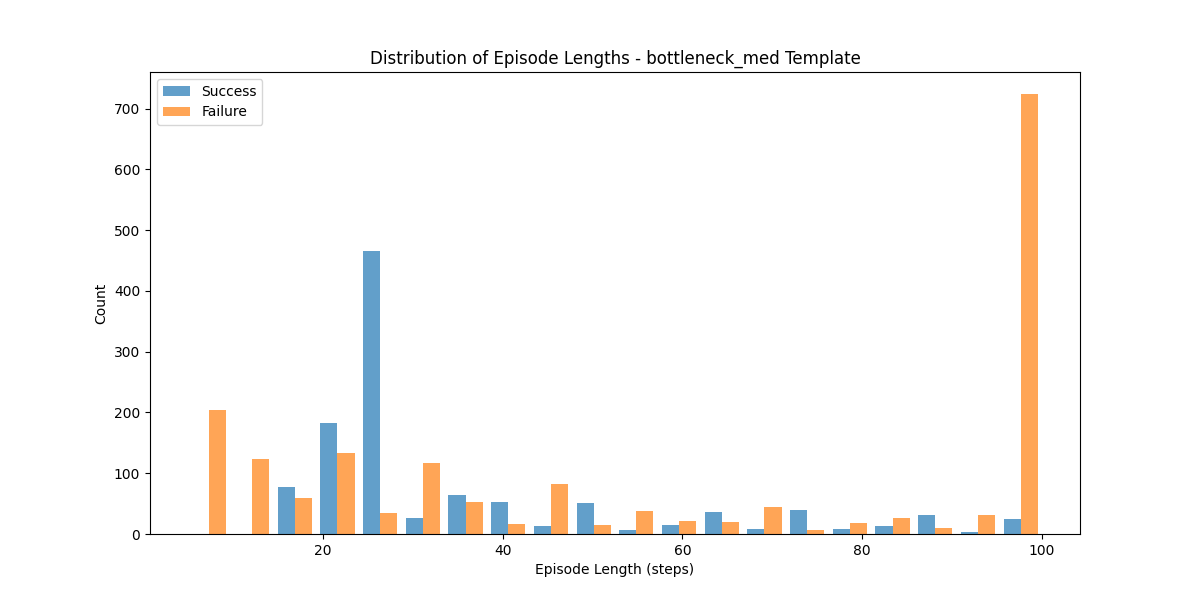 Distribution of Episode Lengths - bottleneck_med Template
Success
Failure
700
600
500
400
300
200
100
0
Count
20 40 60 80 100
Episode Length (steps)